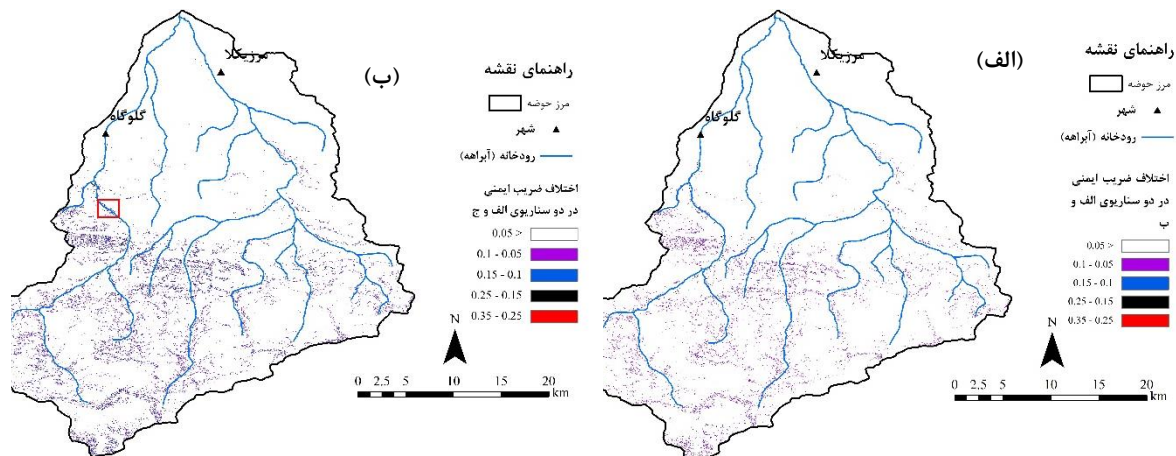 (الف)
مرزیکلا
گلوگاه
راهنمای نقشه
مرز حوضه
شهر
رودخانه (آبراهه)
اختلاف ضریب ایمنی
در دو سناریوی الف و
ب
0.05 >
0.1 - 0.05
0.15 - 0.1
0.25 - 0.15
0.35 - 0.25
N
0 2.5 5 10 15 20
km
(ب)
مرزیکلا
گلوگاه
راهنمای نقشه
مرز حوضه
شهر
رودخانه (آبراهه)
اختلاف ضریب ایمنی
در دو سناریوی الف و ج
0.05 >
0.1 - 0.05
0.15 - 0.1
0.25 - 0.15
0.35 - 0.25
N
0 2.5 5 10 15 20
km